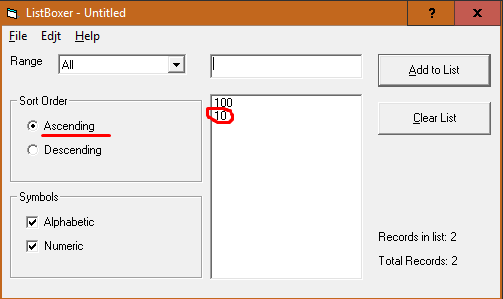 ListBoxer - Untitled ?
File Edjt Help
Range All Add to List
Sort Order 100
Ascending 10 Clear List
Descending
Symbols
Alphabetic
Numeric Records in list: 2
Total Records: 2